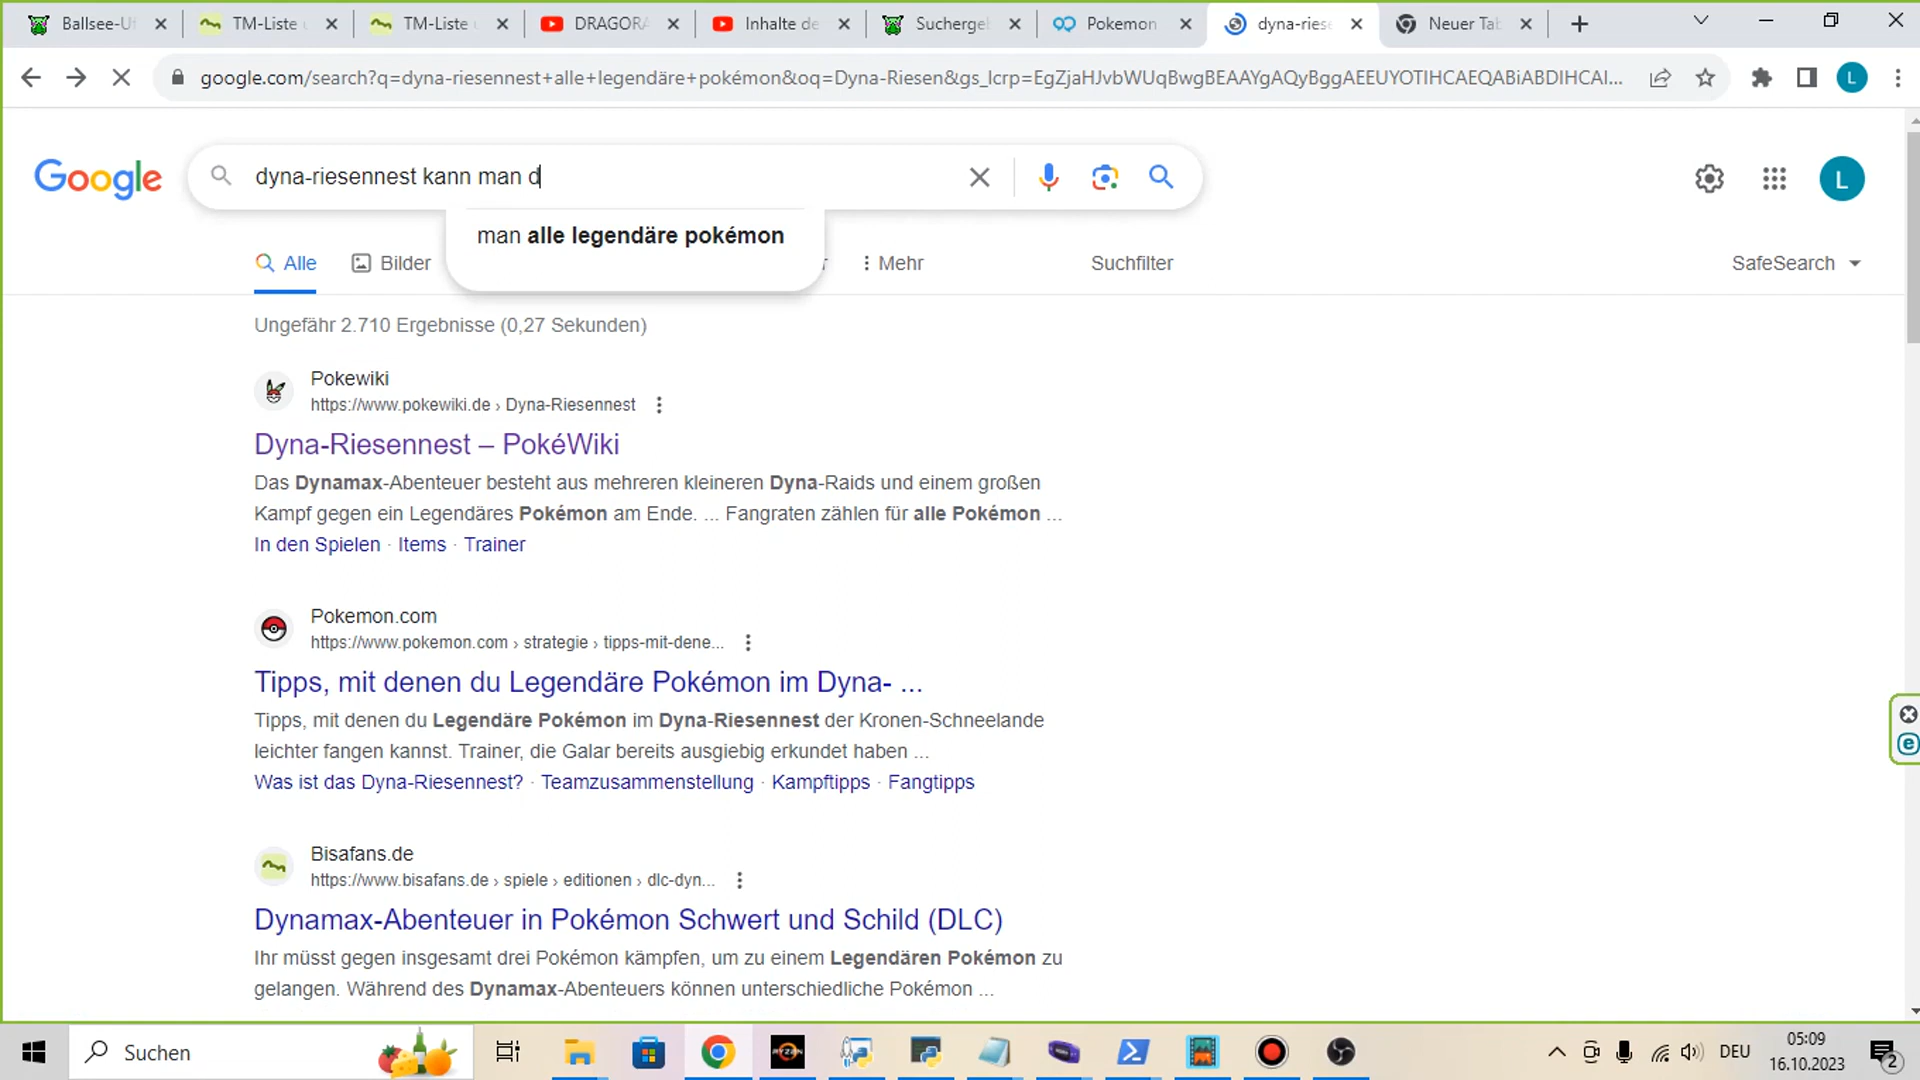 Ballsee-Uf
TM-Liste u
TM-Liste u
DRAGORA
Inhalte de
Suchergeb
Pokemon
dyna-riese
Neuer Tab
google.com/search?q=dyna-riesennest+alle+legendäre+pokémon&oq=Dyna-Riesen&gs_lcrp=EgZjaHJvbWUqBwgBEAAYgAQyBggAEEUYOTIHCAEQABiABDIHCAI...
L
Google
dyna-riesennest kann man d
L
man alle legendäre pokémon
Alle
Bilder
Mehr
Suchfilter
SafeSearch
Ungefähr 2.710 Ergebnisse (0,27 Sekunden)
Pokewiki
https://www.pokewiki.de › Dyna-Riesennest
Dyna-Riesennest – PokéWiki
Das Dynamax-Abenteuer besteht aus mehreren kleineren Dyna-Raids und einem großen
Kampf gegen ein Legendäres Pokémon am Ende. ... Fangraten zählen für alle Pokémon ...
In den Spielen · Items · Trainer
Pokemon.com
https://www.pokemon.com › strategie › tipps-mit-dene...
Tipps, mit denen du Legendäre Pokémon im Dyna- ...
Tipps, mit denen du Legendäre Pokémon im Dyna-Riesennest der Kronen-Schneelande
leichter fangen kannst. Trainer, die Galar bereits ausgiebig erkundet haben ...
Was ist das Dyna-Riesennest? · Teamzusammenstellung · Kampftipps · Fangtipps
Bisafans.de
https://www.bisafans.de › spiele › editionen › dlc-dyn...
Dynamax-Abenteuer in Pokémon Schwert und Schild (DLC)
Ihr müsst gegen insgesamt drei Pokémon kämpfen, um zu einem Legendären Pokémon zu
gelangen. Während des Dynamax-Abenteuers können unterschiedliche Pokémon ...
Suchen
RYZEN
DEU
05:09
16.10.2023
2